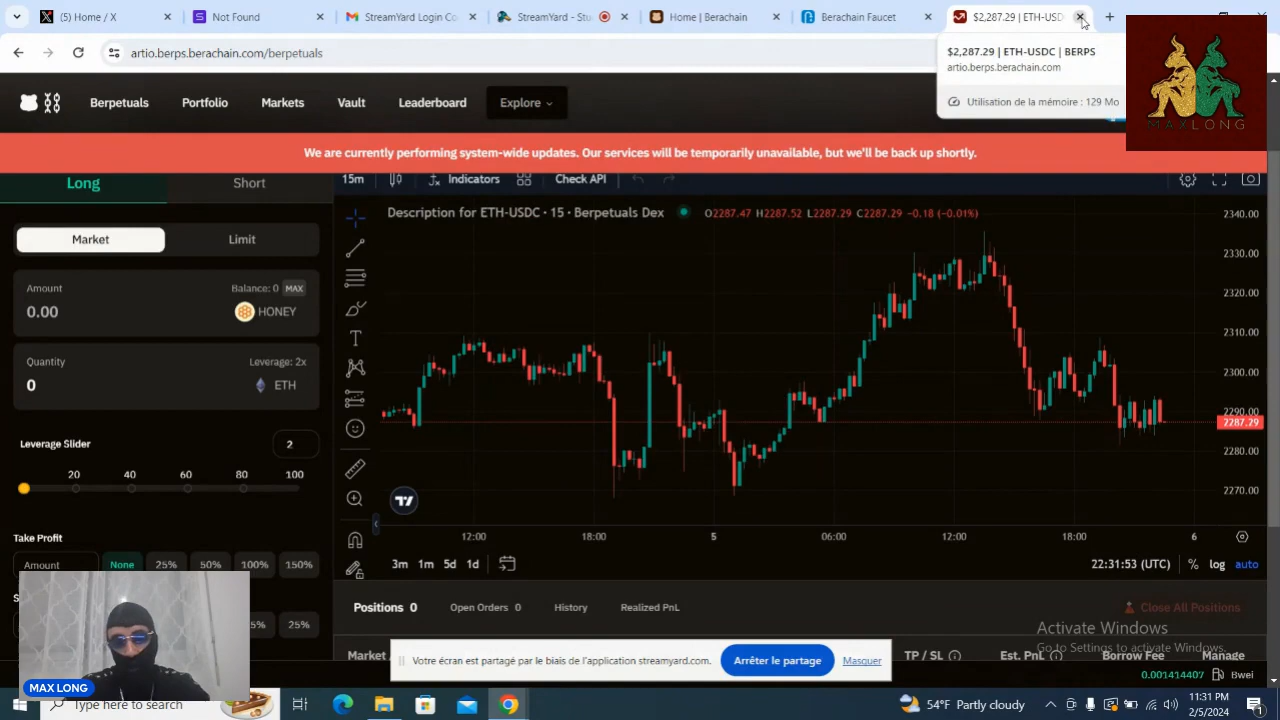 (1) Home / X
Not Found
StreamYard Login Co
StreamYard - Stu
Home | Berachain
Berachain Faucet
$2,287.29 | ETH-USD
artio.berps.berachain.com/berpetuals
$2,287.29 | ETH-USDC | BERPS
artio.berps.berachain.com
Utilisation de la mémoire : 129 Mo
MAXLONG
Berpetuals
Portfolio
Markets
Vault
Leaderboard
Explore
We are currently performing system-wide updates. Our services will be temporarily unavailable, but we'll be back up shortly.
Long
Short
15m
Indicators
Check API
Market
Limit
Description for ETH-USDC · 15 · Berpetuals Dex
O2287.47 H2287.52 L2287.29 C2287.29 −0.18 (−0.01%)
Amount
Balance: 0 MAX
0.00
HONEY
Quantity
Leverage: 2x
0
ETH
Leverage Slider
2
20 40 60 80 100
Take Profit
Amount None 25% 50% 100% 150%
25%
2340.00
2330.00
2320.00
2310.00
2300.00
2290.00
2287.29
2280.00
2270.00
12:00 18:00 5 06:00 12:00 18:00 6
3m 1m 5d 1d
22:31:53 (UTC) % log auto
Positions 0
Open Orders 0
History
Realized PnL
Close All Positions
Activate Windows
Go to Settings to activate Windows.
Market
TP / SL
Est. PnL
Borrow Fee
Manage
Votre écran est partagé par le biais de l'application streamyard.com.
Arrêter le partage
Masquer
0.001414407 Bwei
MAX LONG
here to search
54°F Partly cloudy
11:31 PM
2/5/2024
1